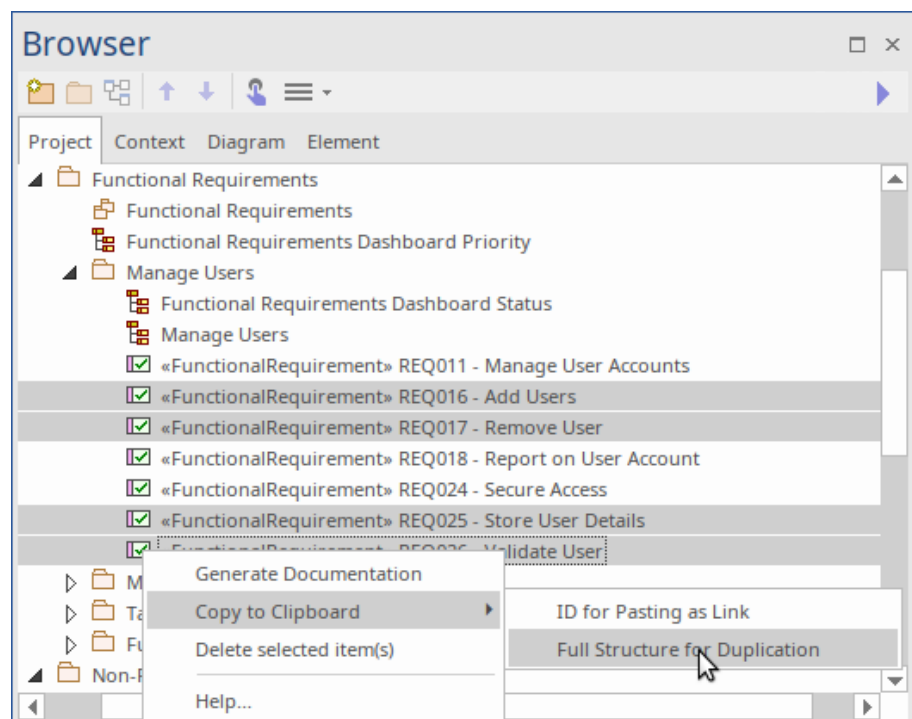 Browser
Project Context Diagram Element
Functional Requirements
Functional Requirements
Functional Requirements Dashboard Priority
Manage Users
Functional Requirements Dashboard Status
Manage Users
«FunctionalRequirement» REQ011 - Manage User Accounts
«FunctionalRequirement» REQ016 - Add Users
«FunctionalRequirement» REQ017 - Remove User
«FunctionalRequirement» REQ018 - Report on User Account
«FunctionalRequirement» REQ024 - Secure Access
«FunctionalRequirement» REQ025 - Store User Details
«FunctionalRequirement» REQ026 - Validate User
Generate Documentation
Copy to Clipboard
ID for Pasting as Link
Delete selected item(s)
Full Structure for Duplication
Help...